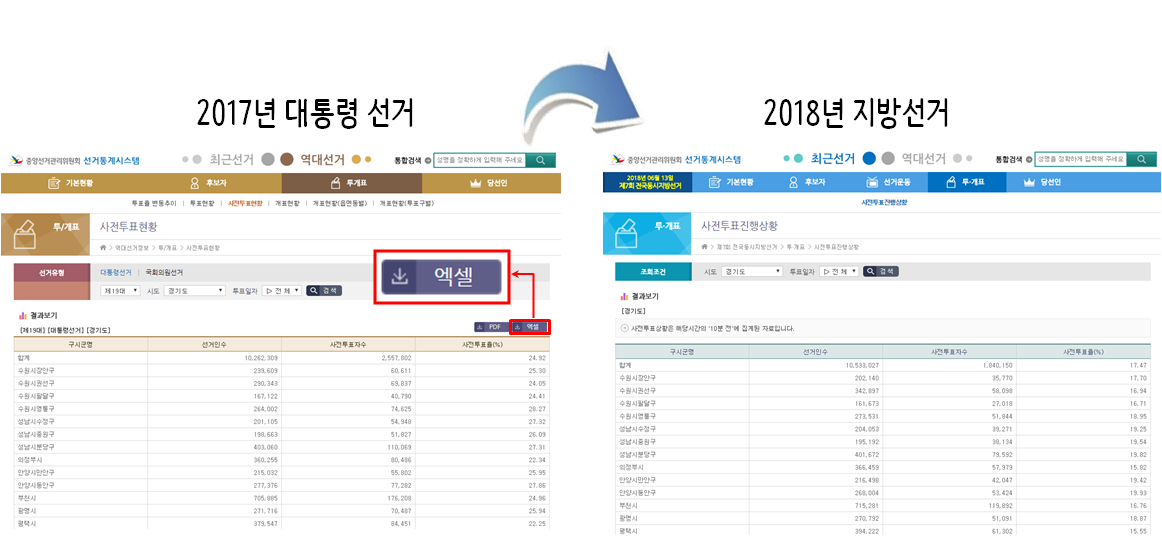 2017년 대통령 선거
2018년 지방선거
중앙선거관리위원회 선거통계시스템
최근선거 역대선거
통합검색 성명을 정확하게 입력해 주세요
기본현황 후보자 투·개표 당선인
투표율 변동추이 | 투표현황 | 사전투표현황 | 개표현황 | 개표현황(읍면동별) | 개표현황(투표구별)
투/개표
사전투표현황
역대선거정보 > 투/개표 > 사전투표현황
선거유형 대통령선거 | 국회의원선거
제19대 시도 경기도 투표일자 ▷ 전 체 검 색
엑셀
결과보기
[제19대] [대통령선거] [경기도]
PDF 엑셀
구시군명 선거인수 사전투표자수 사전투표율(%)
합계 10,262,309 2,557,802 24.92
수원시장안구 239,609 60,611 25.30
수원시권선구 290,343 69,837 24.05
수원시팔달구 167,122 40,790 24.41
수원시영통구 264,002 74,625 28.27
성남시수정구 201,105 54,948 27.32
성남시중원구 198,663 51,827 26.09
성남시분당구 403,060 110,069 27.31
의정부시 360,255 80,486 22.34
안양시만안구 215,032 55,802 25.95
안양시동안구 277,376 77,282 27.86
부천시 705,885 176,208 24.96
광명시 271,716 70,487 25.94
평택시 379,547 84,451 22.25
중앙선거관리위원회 선거통계시스템
최근선거 역대선거
통합검색 성명을 정확하게 입력해 주세요
2018년 06월 13일
제7회 전국동시지방선거
기본현황 후보자 선거운동 투·개표 당선인
사전투표진행상황
투·개표
사전투표진행상황
제7회 전국동시지방선거 > 투·개표 > 사전투표진행상황
조회조건 시도 경기도 투표일자 ▷ 전 체 검 색
결과보기
[경기도]
사전투표상황은 해당시간의 '10분 전'에 집계된 자료입니다.
구시군명 선거인수 사전투표자수 사전투표율(%)
합계 10,533,027 1,840,150 17.47
수원시장안구 202,140 35,770 17.70
수원시권선구 342,897 58,098 16.94
수원시팔달구 161,673 27,018 16.71
수원시영통구 273,531 51,844 18.95
성남시수정구 204,053 39,271 19.25
성남시중원구 195,192 38,134 19.54
성남시분당구 401,672 79,592 19.82
의정부시 366,459 57,979 15.82
안양시만안구 216,498 42,047 19.42
안양시동안구 268,004 53,424 19.93
부천시 715,281 119,892 16.76
광명시 270,792 51,091 18.87
평택시 394,222 61,302 15.55